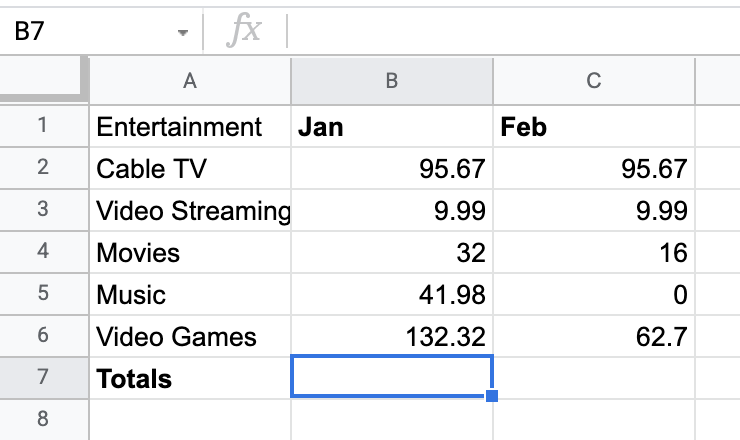 B7 fx
A B C
1 Entertainment Jan Feb
2 Cable TV 95.67 95.67
3 Video Streaming 9.99 9.99
4 Movies 32 16
5 Music 41.98 0
6 Video Games 132.32 62.7
7 Totals
8